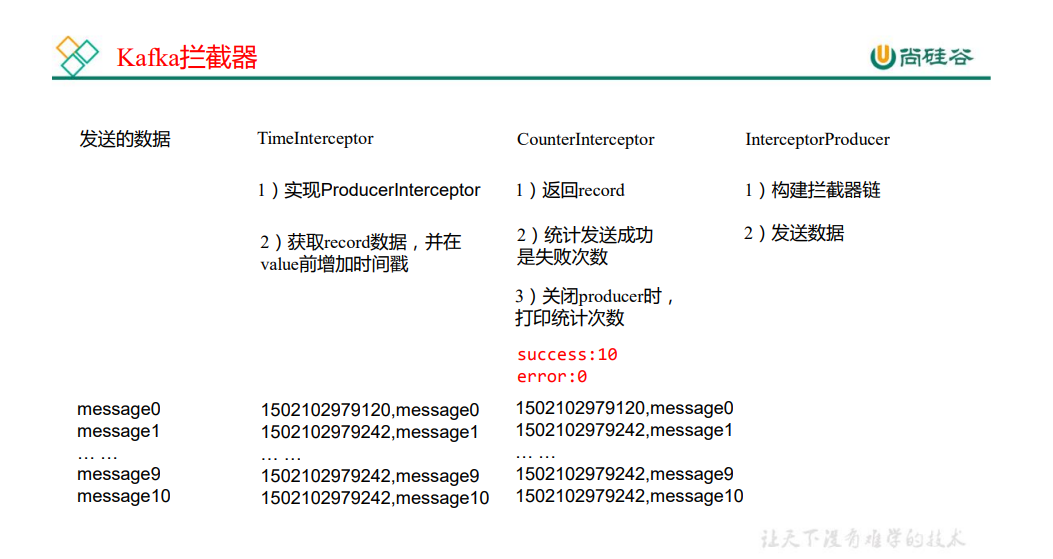 Kafka拦截器
尚硅谷
发送的数据
TimeInterceptor
CounterInterceptor
InterceptorProducer
1）实现ProducerInterceptor
2）获取record数据，并在
value前增加时间戳
1）返回record
2）统计发送成功
是失败次数
3）关闭producer时，
打印统计次数
success:10
error:0
1）构建拦截器链
2）发送数据
message0
message1
… …
message9
message10
1502102979120,message0
1502102979242,message1
… …
1502102979242,message9
1502102979242,message10
1502102979120,message0
1502102979242,message1
… …
1502102979242,message9
1502102979242,message10
让天下没有难学的技术